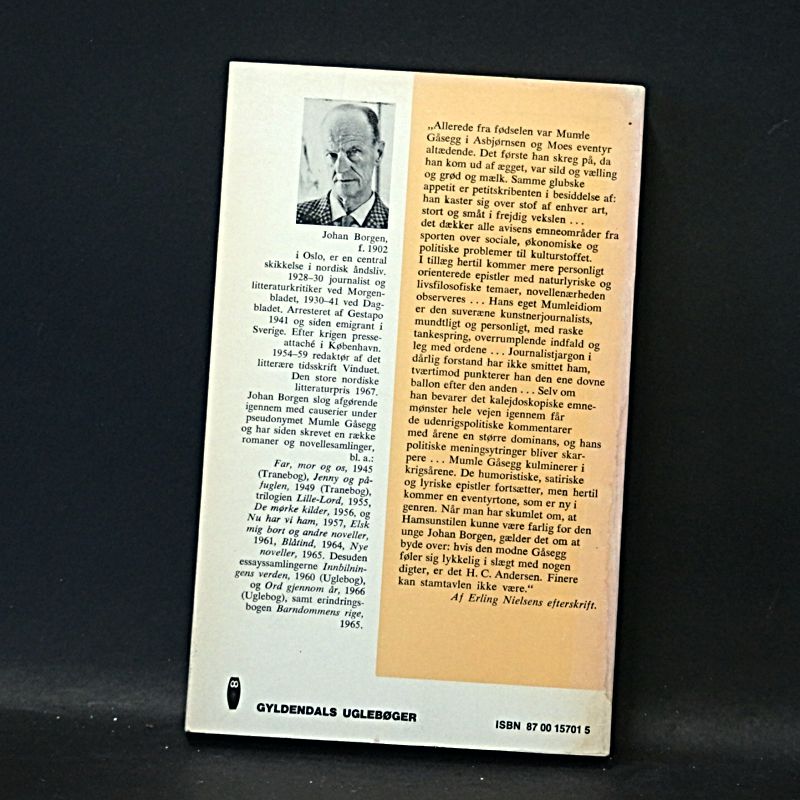 Johan Borgen,
f. 1902
i Oslo, er en central
skikkelse i nordisk åndsliv.
1928–30 journalist og
litteraturkritiker ved Morgen-
bladet, 1930–41 ved Dag-
bladet. Arresteret af Gestapo
1941 og siden emigrant i
Sverige. Efter krigen presse-
attaché i København.
1954–59 redaktør af det
litterære tidsskrift Vinduet.
Den store nordiske
litteraturpris 1967.
Johan Borgen slog afgørende
igennem med causerier under
pseudonymet Mumle Gåsegg
og har siden skrevet en række
romaner og novellesamlinger,
bl. a.:
Far, mor og os, 1945
(Tranebog), Jenny og på-
fuglen, 1949 (Tranebog),
trilogien Lille-Lord, 1955,
De mørke kilder, 1956, og
Nu har vi ham, 1957, Elsk
mig bort og andre noveller,
1961, Blåtind, 1964, Nye
noveller, 1965. Desuden
essayssamlingerne Innbilnin-
gens verden, 1960 (Uglebog),
og Ord gjennom år, 1966
(Uglebog), samt erindrings-
bogen Barndommens rige,
1965.
„Allerede fra fødselen var Mumle
Gåsegg i Asbjørnsen og Moes eventyr
altædende. Det første han skreg på, da
han kom ud af ægget, var sild og vælling
og grød og mælk. Samme glubske
appetit er petitskribenten i besiddelse af:
han kaster sig over stof af enhver art,
stort og småt i frejdig vekslen . . .
det dækker alle avisens emneområder fra
sporten over sociale, økonomiske og
politiske problemer til kulturstoffet.
I tillæg hertil kommer mere personligt
orienterede epistler med naturlyriske og
livsfilosofiske temaer, novellenærheden
observeres . . . Hans eget Mumleidiom
er den suveræne kunstnerjournalists,
mundtligt og personligt, med raske
tankespring, overrumplende indfald og
leg med ordene . . . Journalistjargon i
dårlig forstand har ikke smittet ham,
tværtimod punkterer han den ene dovne
ballon efter den anden . . . Selv om
han bevarer det kalejdoskopiske emne-
mønster hele vejen igennem får
de udenrigspolitiske kommentarer
med årene en større dominans, og hans
politiske meningsytringer bliver skar-
pere . . . Mumle Gåsegg kulminerer i
krigsårene. De humoristiske, satiriske
og lyriske epistler fortsætter, men hertil
kommer en eventyrtone, som er ny i
genren. Når man har skumlet om, at
Hamsunstilen kunne være farlig for den
unge Johan Borgen, gælder det om at
byde over: hvis den modne Gåsegg
føler sig lykkelig i slægt med nogen
digter, er det H. C. Andersen. Finere
kan stamtavlen ikke være.“
Af Erling Nielsens efterskrift.
GYLDENDALS UGLEBØGER
ISBN 87 00 15701 5